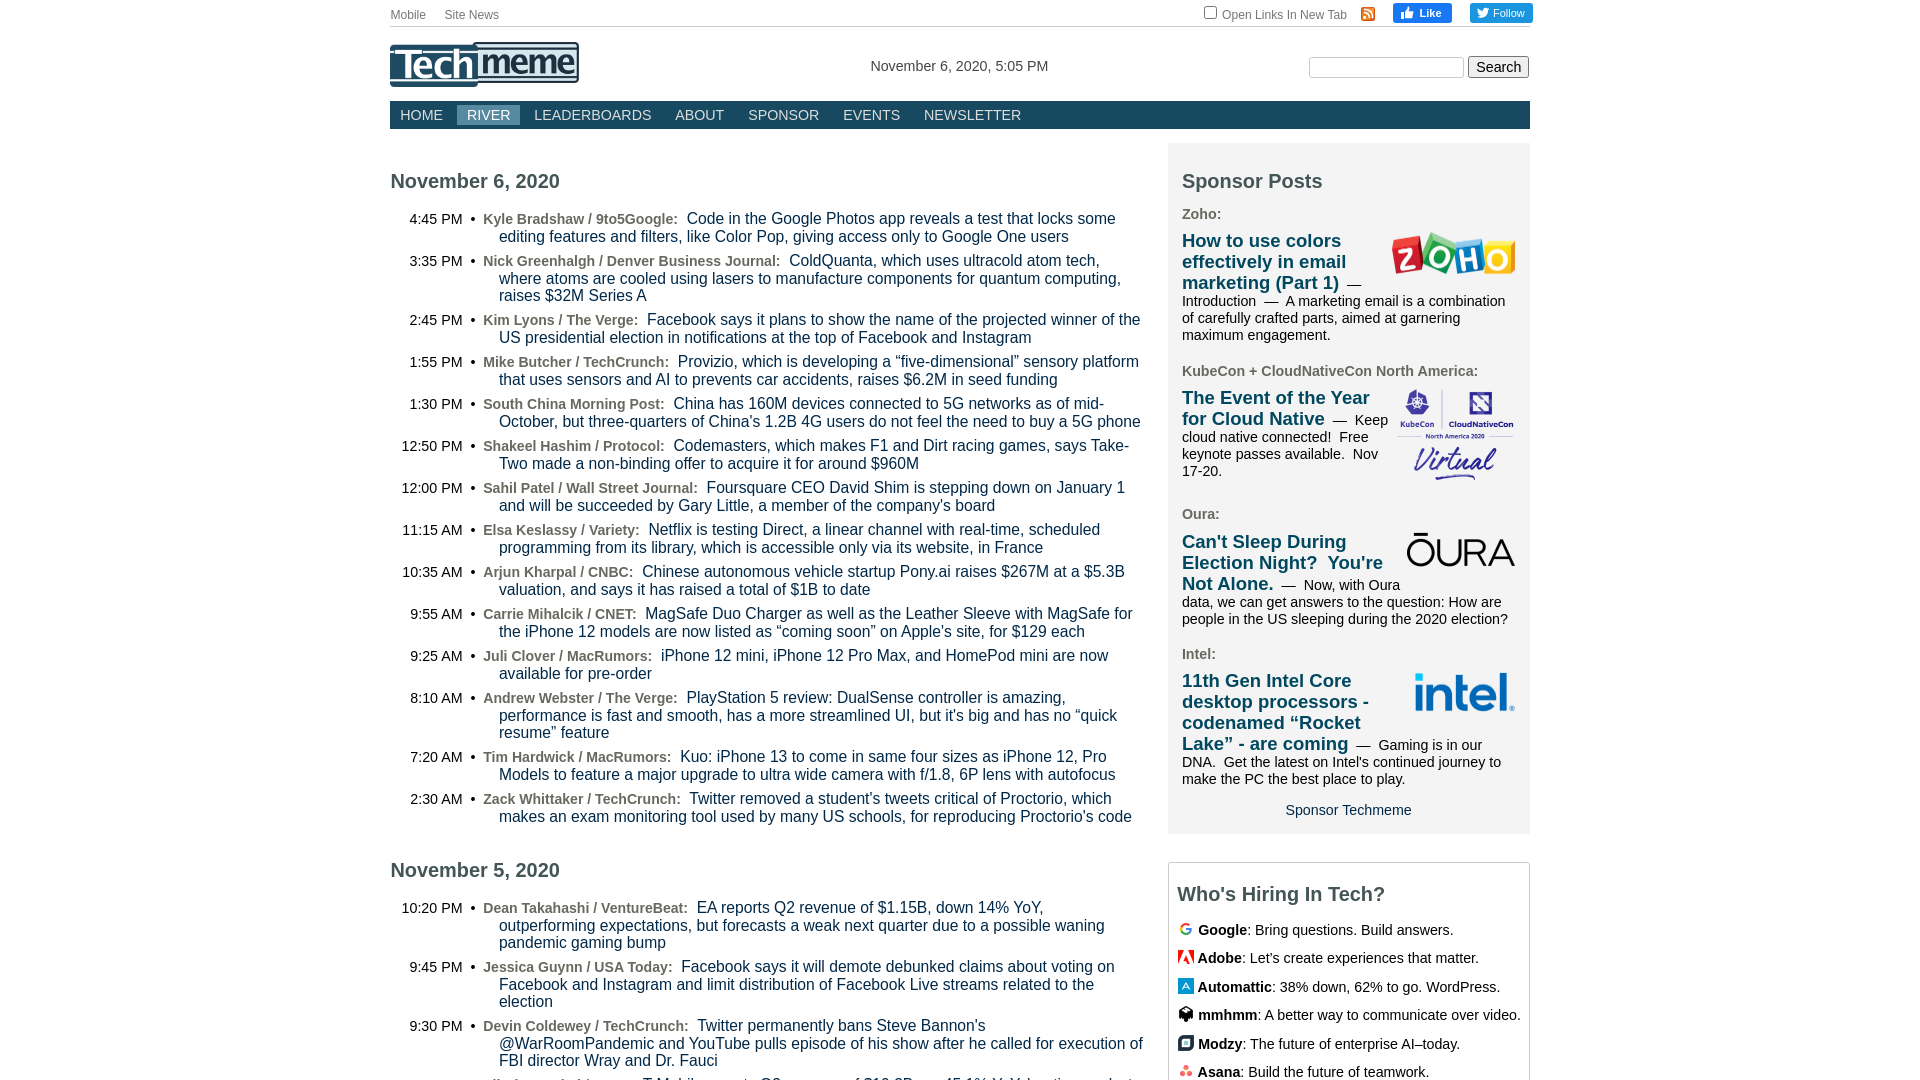 Mobile Site News
Open Links In New Tab Like Follow
Techmeme
November 6, 2020, 5:05 PM
Search
HOME RIVER LEADERBOARDS ABOUT SPONSOR EVENTS NEWSLETTER
November 6, 2020
4:45 PM • Kyle Bradshaw / 9to5Google: Code in the Google Photos app reveals a test that locks some
editing features and filters, like Color Pop, giving access only to Google One users
3:35 PM • Nick Greenhalgh / Denver Business Journal: ColdQuanta, which uses ultracold atom tech,
where atoms are cooled using lasers to manufacture components for quantum computing,
raises $32M Series A
2:45 PM • Kim Lyons / The Verge: Facebook says it plans to show the name of the projected winner of the
US presidential election in notifications at the top of Facebook and Instagram
1:55 PM • Mike Butcher / TechCrunch: Provizio, which is developing a “five-dimensional” sensory platform
that uses sensors and AI to prevents car accidents, raises $6.2M in seed funding
1:30 PM • South China Morning Post: China has 160M devices connected to 5G networks as of mid-
October, but three-quarters of China's 1.2B 4G users do not feel the need to buy a 5G phone
12:50 PM • Shakeel Hashim / Protocol: Codemasters, which makes F1 and Dirt racing games, says Take-
Two made a non-binding offer to acquire it for around $960M
12:00 PM • Sahil Patel / Wall Street Journal: Foursquare CEO David Shim is stepping down on January 1
and will be succeeded by Gary Little, a member of the company's board
11:15 AM • Elsa Keslassy / Variety: Netflix is testing Direct, a linear channel with real-time, scheduled
programming from its library, which is accessible only via its website, in France
10:35 AM • Arjun Kharpal / CNBC: Chinese autonomous vehicle startup Pony.ai raises $267M at a $5.3B
valuation, and says it has raised a total of $1B to date
9:55 AM • Carrie Mihalcik / CNET: MagSafe Duo Charger as well as the Leather Sleeve with MagSafe for
the iPhone 12 models are now listed as “coming soon” on Apple's site, for $129 each
9:25 AM • Juli Clover / MacRumors: iPhone 12 mini, iPhone 12 Pro Max, and HomePod mini are now
available for pre-order
8:10 AM • Andrew Webster / The Verge: PlayStation 5 review: DualSense controller is amazing,
performance is fast and smooth, has a more streamlined UI, but it's big and has no “quick
resume” feature
7:20 AM • Tim Hardwick / MacRumors: Kuo: iPhone 13 to come in same four sizes as iPhone 12, Pro
Models to feature a major upgrade to ultra wide camera with f/1.8, 6P lens with autofocus
2:30 AM • Zack Whittaker / TechCrunch: Twitter removed a student's tweets critical of Proctorio, which
makes an exam monitoring tool used by many US schools, for reproducing Proctorio's code
November 5, 2020
10:20 PM • Dean Takahashi / VentureBeat: EA reports Q2 revenue of $1.15B, down 14% YoY,
outperforming expectations, but forecasts a weak next quarter due to a possible waning
pandemic gaming bump
9:45 PM • Jessica Guynn / USA Today: Facebook says it will demote debunked claims about voting on
Facebook and Instagram and limit distribution of Facebook Live streams related to the
election
9:30 PM • Devin Coldewey / TechCrunch: Twitter permanently bans Steve Bannon's
@WarRoomPandemic and YouTube pulls episode of his show after he called for execution of
FBI director Wray and Dr. Fauci
Sponsor Posts
Zoho:
ZOHO
How to use colors
effectively in email
marketing (Part 1) —
Introduction — A marketing email is a combination
of carefully crafted parts, aimed at garnering
maximum engagement.
KubeCon + CloudNativeCon North America:
KubeCon CloudNativeCon
North America 2020
Virtual
The Event of the Year
for Cloud Native — Keep
cloud native connected! Free
keynote passes available. Nov
17-20.
Oura:
ŌURA
Can't Sleep During
Election Night? You're
Not Alone. — Now, with Oura
data, we can get answers to the question: How are
people in the US sleeping during the 2020 election?
Intel:
intel®
11th Gen Intel Core
desktop processors -
codenamed “Rocket
Lake” - are coming — Gaming is in our
DNA. Get the latest on Intel's continued journey to
make the PC the best place to play.
Sponsor Techmeme
Who's Hiring In Tech?
Google: Bring questions. Build answers.
Adobe: Let’s create experiences that matter.
Automattic: 38% down, 62% to go. WordPress.
mmhmm: A better way to communicate over video.
Modzy: The future of enterprise AI–today.
Asana: Build the future of teamwork.